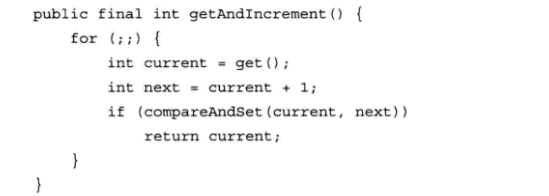 public final int getAndIncrement() {
    for (;;) {
        int current = get();
        int next = current + 1;
        if (compareAndSet(current, next))
            return current;
    }
}